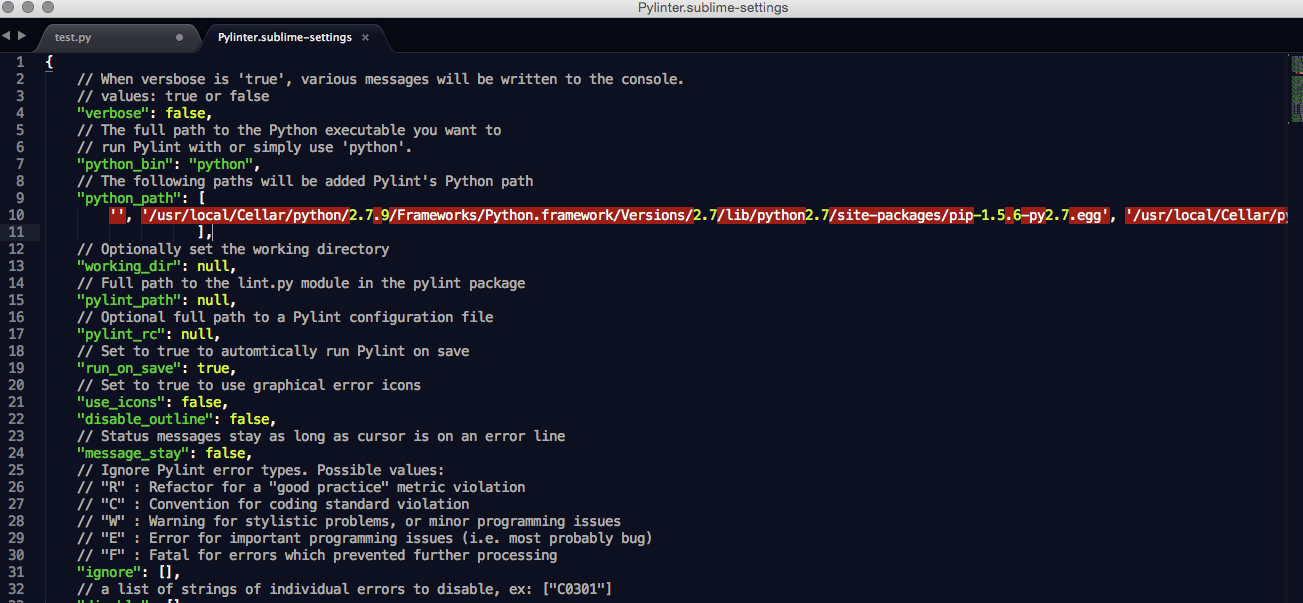 Pylinter.sublime-settings
test.py
Pylinter.sublime-settings ×
1 {
2 // When versbose is 'true', various messages will be written to the console.
3 // values: true or false
4 "verbose": false,
5 // The full path to the Python executable you want to
6 // run Pylint with or simply use 'python'.
7 "python_bin": "python",
8 // The following paths will be added Pylint's Python path
9 "python_path": [
10 '', '/usr/local/Cellar/python/2.7.9/Frameworks/Python.framework/Versions/2.7/lib/python2.7/site-packages/pip-1.5.6-py2.7.egg', '/usr/local/Cellar/py
11 ],
12 // Optionally set the working directory
13 "working_dir": null,
14 // Full path to the lint.py module in the pylint package
15 "pylint_path": null,
16 // Optional full path to a Pylint configuration file
17 "pylint_rc": null,
18 // Set to true to automtically run Pylint on save
19 "run_on_save": true,
20 // Set to true to use graphical error icons
21 "use_icons": false,
22 "disable_outline": false,
23 // Status messages stay as long as cursor is on an error line
24 "message_stay": false,
25 // Ignore Pylint error types. Possible values:
26 // "R" : Refactor for a "good practice" metric violation
27 // "C" : Convention for coding standard violation
28 // "W" : Warning for stylistic problems, or minor programming issues
29 // "E" : Error for important programming issues (i.e. most probably bug)
30 // "F" : Fatal for errors which prevented further processing
31 "ignore": [],
32 // a list of strings of individual errors to disable, ex: ["C0301"]